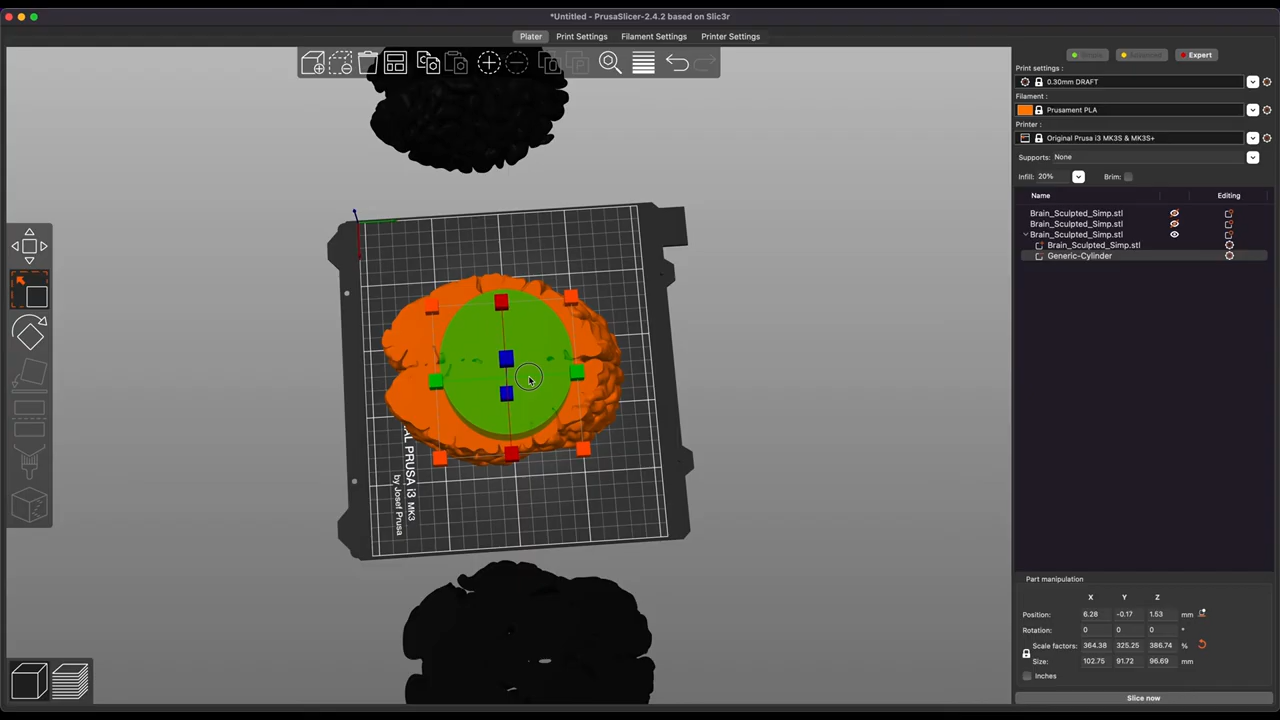 *Untitled - PrusaSlicer-2.4.2 based on Slic3r
Plater
Print Settings
Filament Settings
Printer Settings
Expert
Print settings :
0.30mm DRAFT
Filament :
Prusament PLA
Printer :
Original Prusa i3 MK3S & MK3S+
Supports: None
Infill: 20%
Brim:
Name
Editing
Brain_Sculpted_Simp.stl
Brain_Sculpted_Simp.stl
Brain_Sculpted_Simp.stl
Brain_Sculpted_Simp.stl
Generic-Cylinder
AL PRUSA i3 MK3
by Josef Prusa
Part manipulation
X Y Z
Position: 6.28 -0.17 1.53 mm
Rotation: 0 0 0 °
Scale factors: 364.38 325.25 386.74 %
Size: 102.75 91.72 96.69 mm
Inches
Slice now